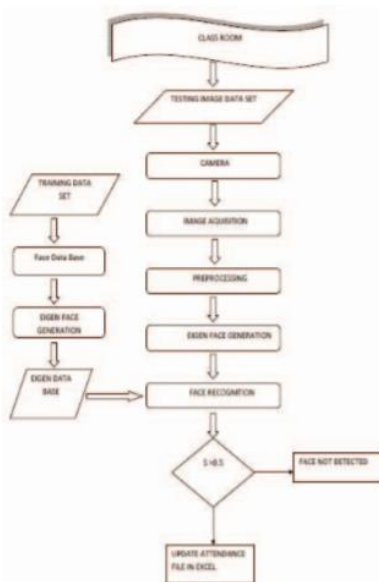 CLASS ROOM
TESTING IMAGE DATA SET
CAMERA
TRAINING DATA
SET
IMAGE AQUISITION
Face Data Base
PREPROCESSING
EIGEN FACE
GENERATION
EIGEN FACE GENERATION
EIGEN DATA
BASE
FACE RECOGNITION
FACE NOT DETECTED
UPDATE ATTENDANCE
FILE IN EXCEL